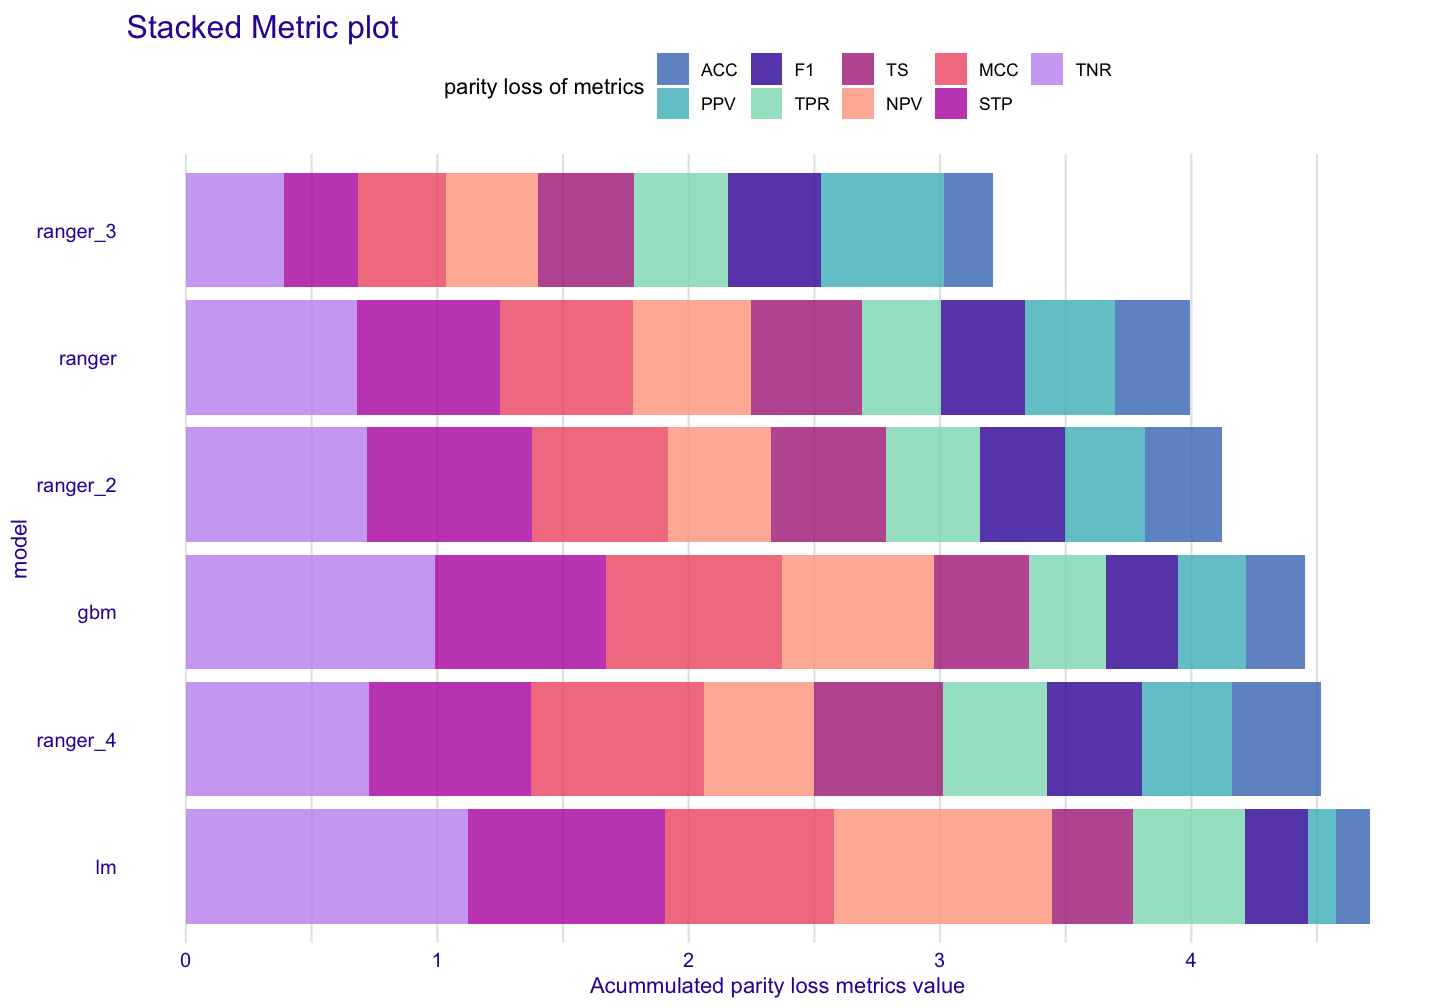 Stacked Metric plot
parity loss of metrics
ACC F1 TS MCC TNR
PPV TPR NPV STP
model
ranger_3
ranger
ranger_2
gbm
ranger_4
lm
0 1 2 3 4
Acummulated parity loss metrics value